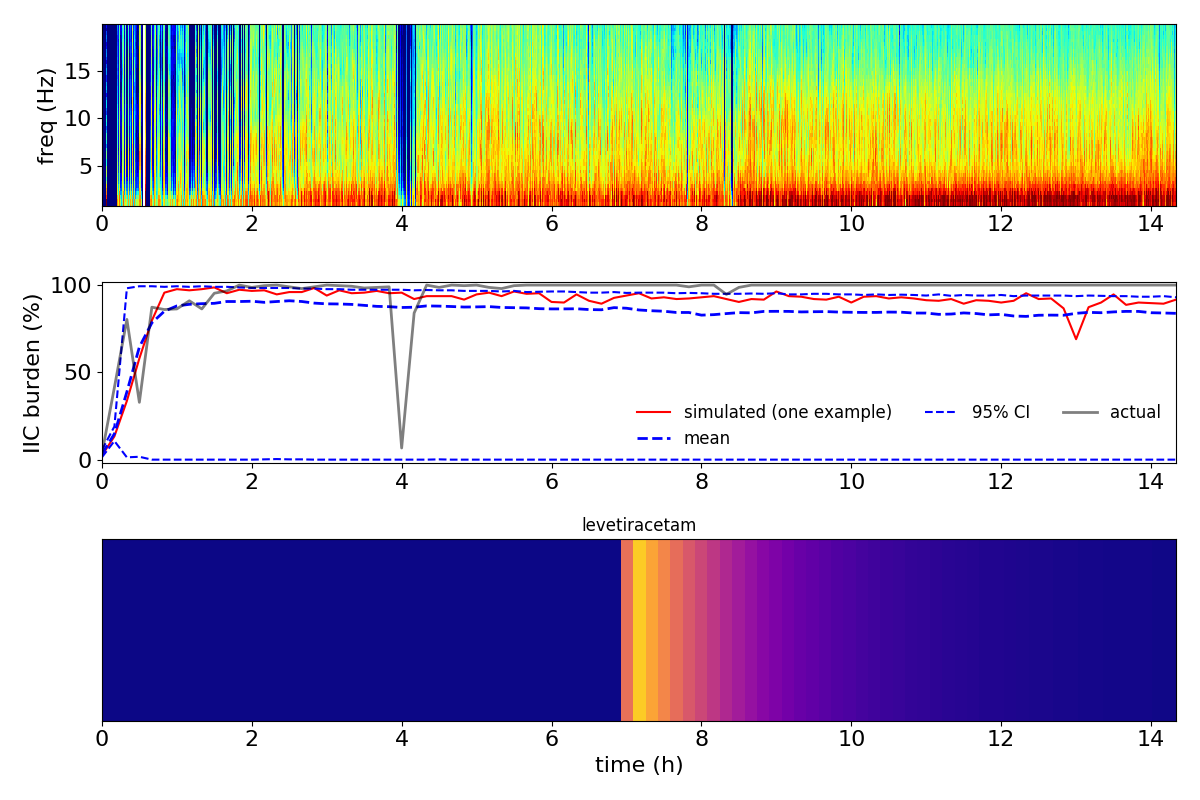 freq (Hz)
15
10
5
0 2 4 6 8 10 12 14
IIC burden (%)
100
50
0
simulated (one example) 95% CI actual
mean
0 2 4 6 8 10 12 14
levetiracetam
0 2 4 6 8 10 12 14
time (h)